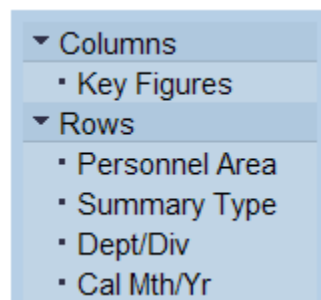 Columns
Key Figures
Rows
Personnel Area
Summary Type
Dept/Div
Cal Mth/Yr